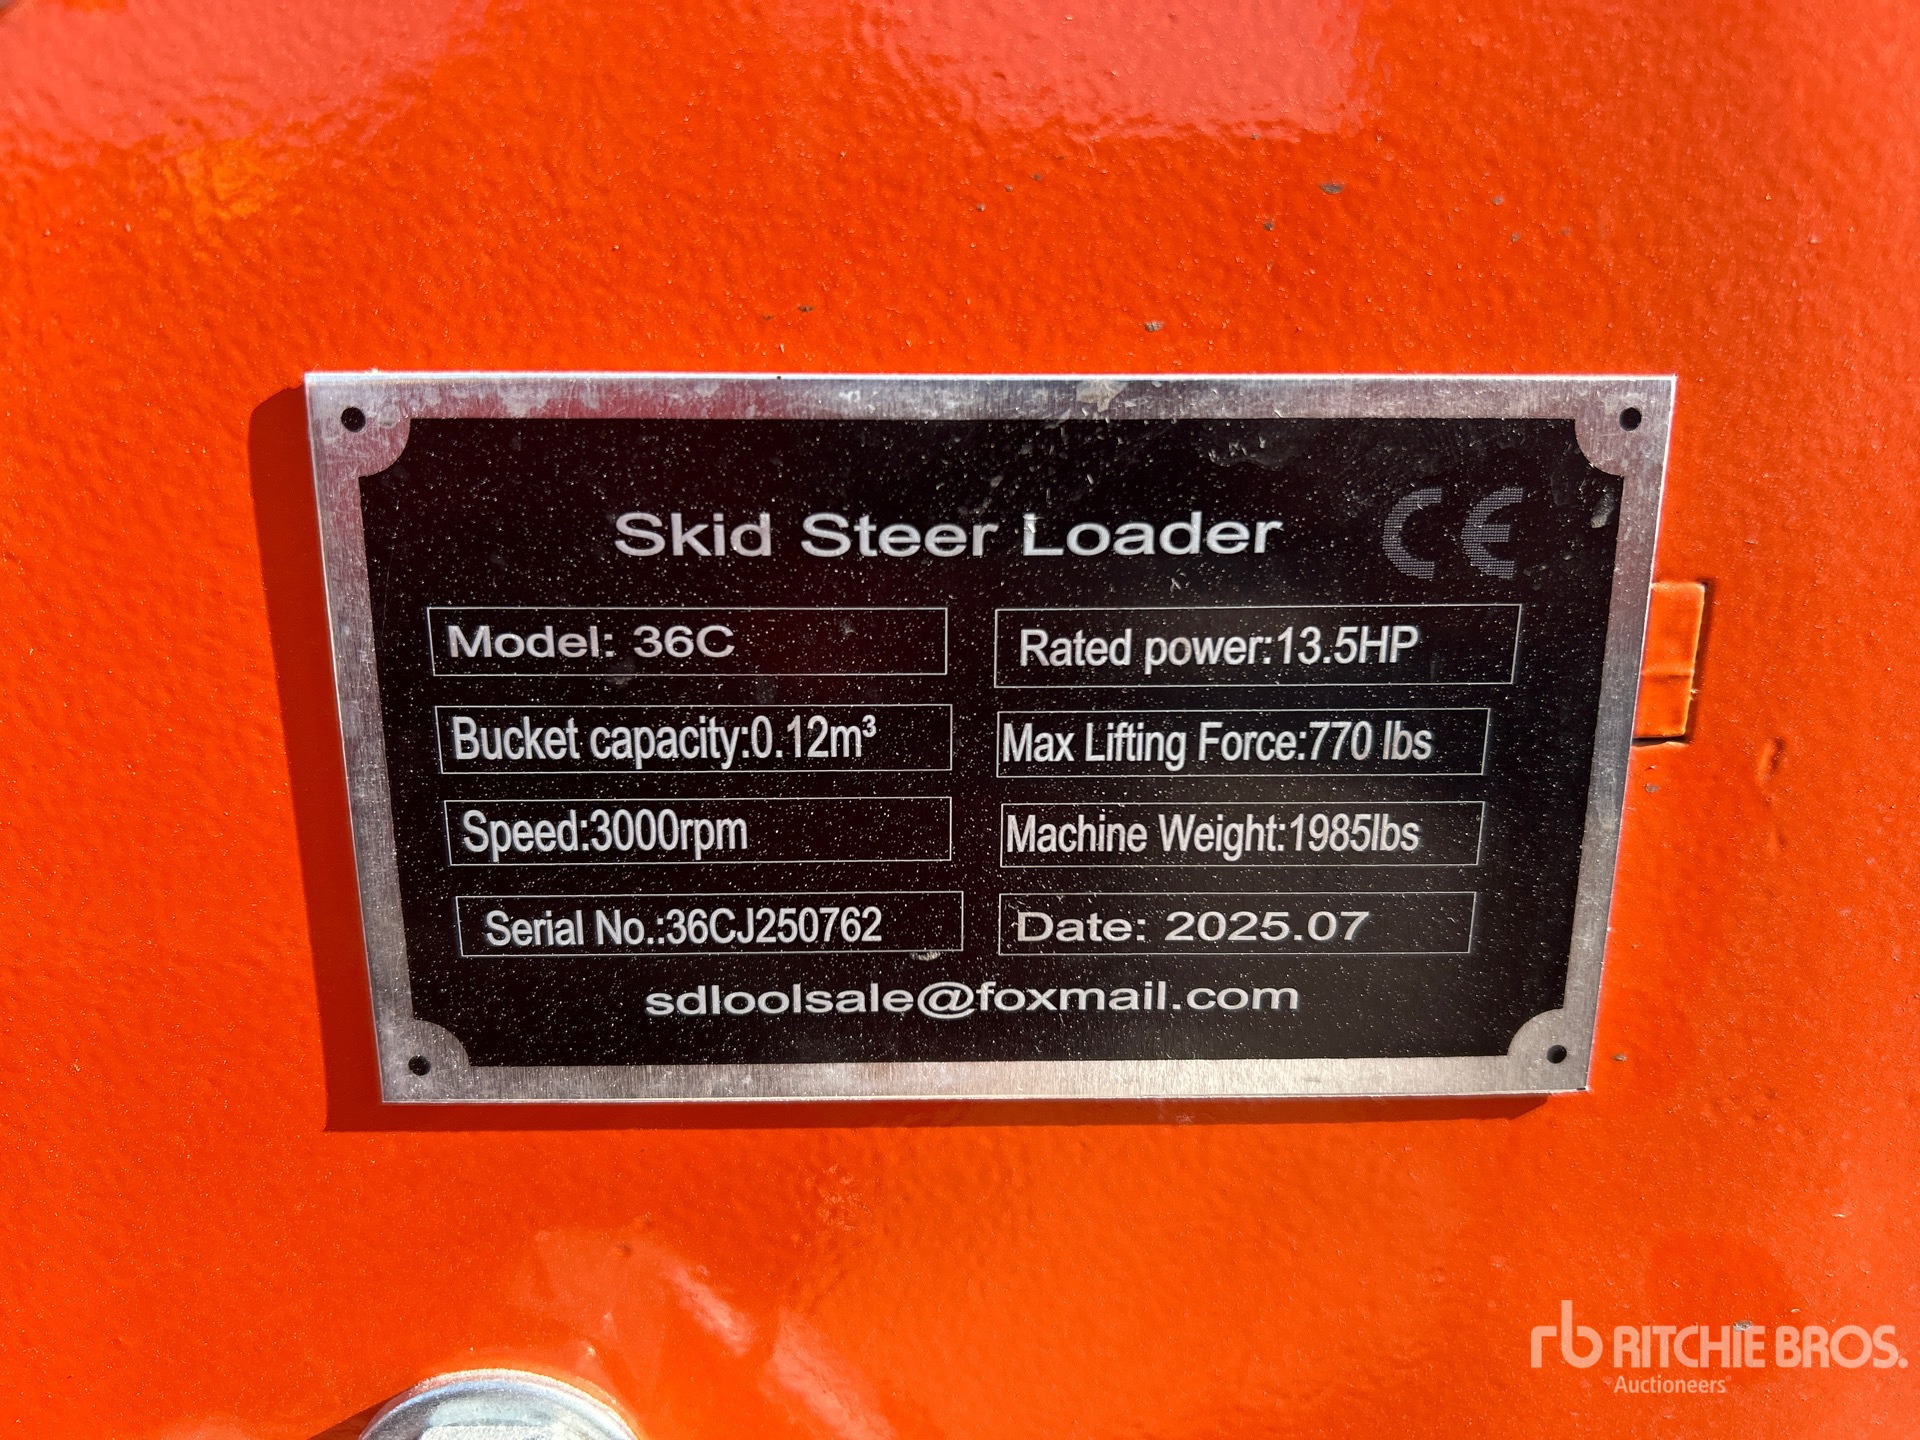 Skid Steer Loader CE
Model: 36C
Rated power:13.5HP
Bucket capacity:0.12m³
Max Lifting Force:770 lbs
Speed:3000rpm
Machine Weight:1985lbs
Serial No.:36CJ250762
Date: 2025.07
sdloolsale@foxmail.com
rb RITCHIE BROS.
Auctioneers